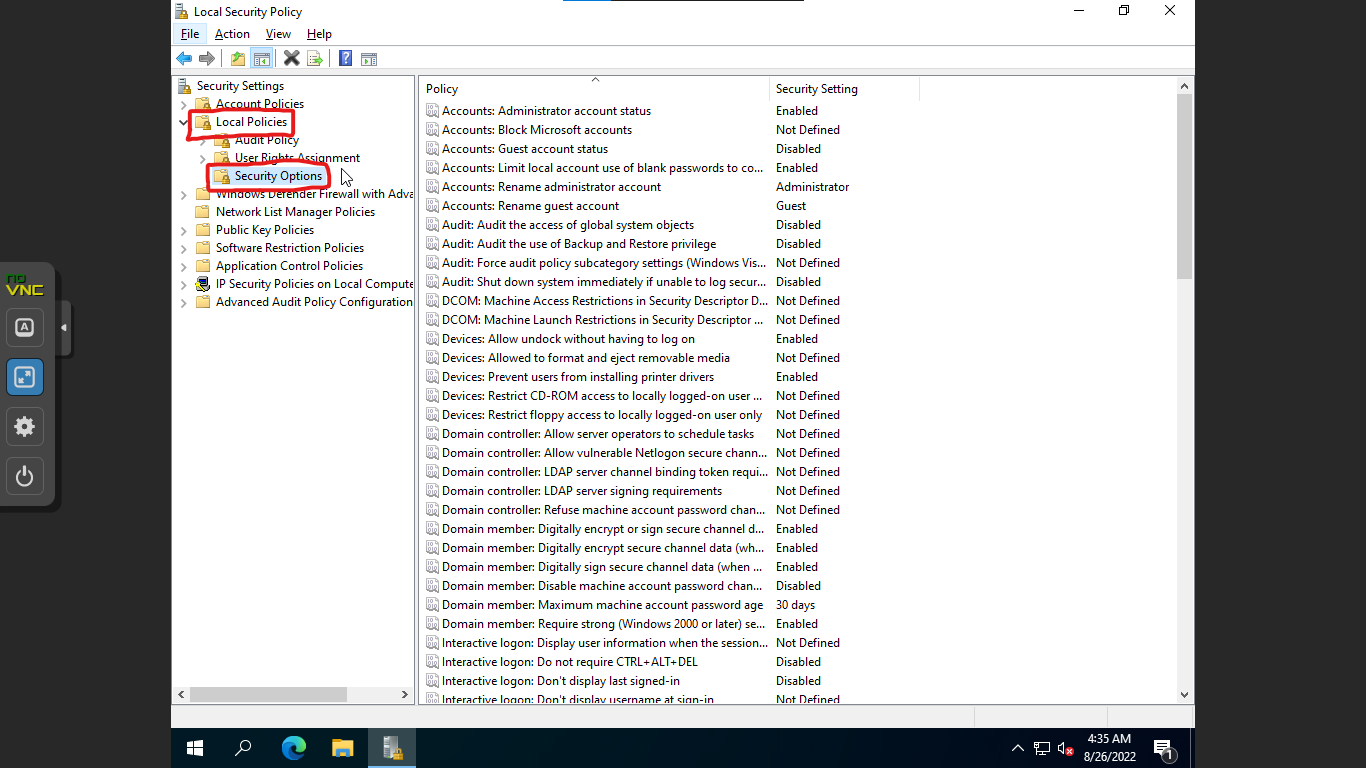 Local Security Policy
File Action View Help
Security Settings
Account Policies
Local Policies
Audit Policy
User Rights Assignment
Security Options
Windows Defender Firewall with Adva
Network List Manager Policies
Public Key Policies
Software Restriction Policies
Application Control Policies
IP Security Policies on Local Compute
Advanced Audit Policy Configuration
Policy Security Setting
Accounts: Administrator account status Enabled
Accounts: Block Microsoft accounts Not Defined
Accounts: Guest account status Disabled
Accounts: Limit local account use of blank passwords to co... Enabled
Accounts: Rename administrator account Administrator
Accounts: Rename guest account Guest
Audit: Audit the access of global system objects Disabled
Audit: Audit the use of Backup and Restore privilege Disabled
Audit: Force audit policy subcategory settings (Windows Vis... Not Defined
Audit: Shut down system immediately if unable to log secur... Disabled
DCOM: Machine Access Restrictions in Security Descriptor D... Not Defined
DCOM: Machine Launch Restrictions in Security Descriptor ... Not Defined
Devices: Allow undock without having to log on Enabled
Devices: Allowed to format and eject removable media Not Defined
Devices: Prevent users from installing printer drivers Enabled
Devices: Restrict CD-ROM access to locally logged-on user ... Not Defined
Devices: Restrict floppy access to locally logged-on user only Not Defined
Domain controller: Allow server operators to schedule tasks Not Defined
Domain controller: Allow vulnerable Netlogon secure chann... Not Defined
Domain controller: LDAP server channel binding token requi... Not Defined
Domain controller: LDAP server signing requirements Not Defined
Domain controller: Refuse machine account password chan... Not Defined
Domain member: Digitally encrypt or sign secure channel d... Enabled
Domain member: Digitally encrypt secure channel data (wh... Enabled
Domain member: Digitally sign secure channel data (when ... Enabled
Domain member: Disable machine account password chan... Disabled
Domain member: Maximum machine account password age 30 days
Domain member: Require strong (Windows 2000 or later) se... Enabled
Interactive logon: Display user information when the session... Not Defined
Interactive logon: Do not require CTRL+ALT+DEL Disabled
Interactive logon: Don't display last signed-in Disabled
Interactive logon: Don't display username at sign-in Not Defined
no
VNC
A
4:35 AM
8/26/2022
1